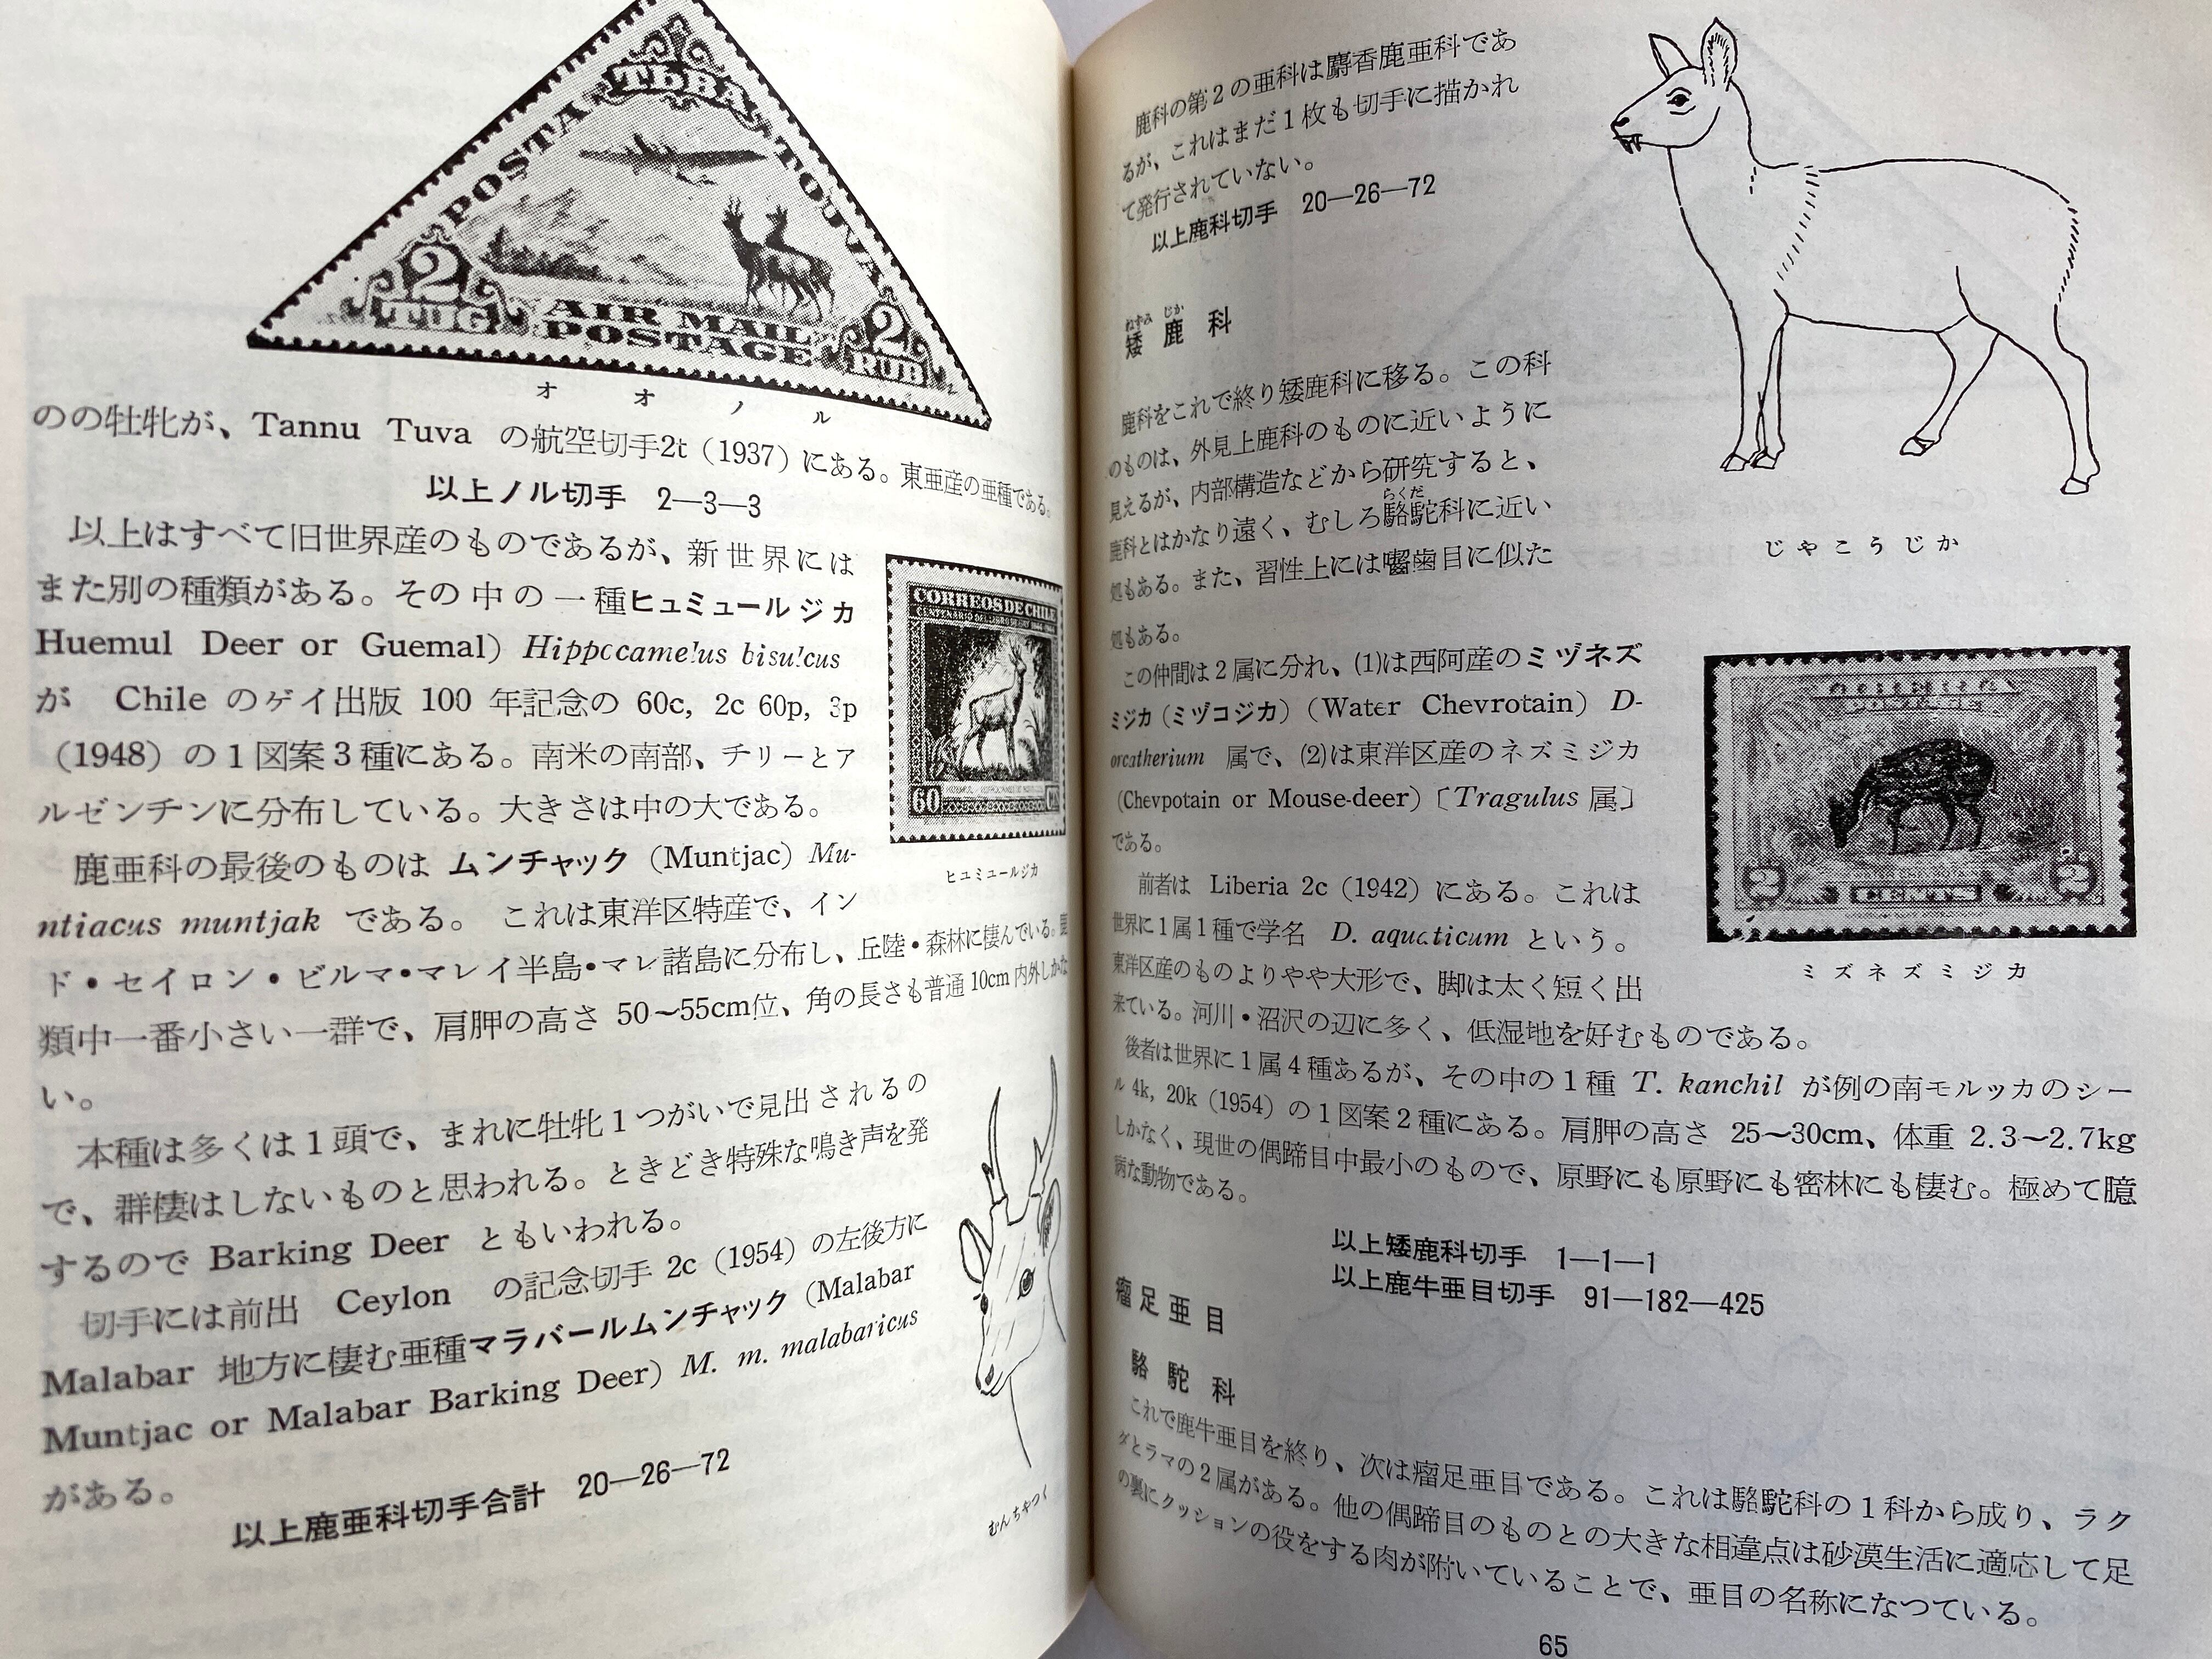 POSTA
TЬBA
TOUVA
2
TUG
AIR MAIL
POSTAGE
2
RUB
オオノル
のの牡牝が、Tannu Tuva の航空切手2t（1937）にある。東亜産の亜種である。
以上ノル切手 2—3—3
以上はすべて旧世界産のものであるが、新世界には
また別の種類がある。その中の一種ヒュミュールジカ
Huemul Deer or Guemal) Hippocamelus bisulcus
が Chile のゲイ出版 100 年記念の 60c, 2c 60p, 3p
（1948）の1図案3種にある。南米の南部、チリーとア
ルゼンチンに分布している。大きさは中の大である。
CORREOS DE CHILE
60
ヒユミユールジカ
鹿亜科の最後のものは ムンチャック（Muntjac）Mu-
ntiacus muntjak である。 これは東洋区特産で、イン
ド・セイロン・ビルマ・マレイ半島・マレ諸島に分布し、丘陸・森林に棲んでいる。鹿
類中一番小さい一群で、肩胛の高さ 50〜55cm位、角の長さも普通10cm内外しかな
い。
本種は多くは1頭で、まれに牡牝1つがいで見出されるの
で、群棲はしないものと思われる。ときどき特殊な鳴き声を発
するので Barking Deer ともいわれる。
切手には前出 Ceylon の記念切手 2c（1954）の左後方に
Malabar 地方に棲む亜種マラバールムンチャック（Malabar
Muntjac or Malabar Barking Deer）M. m. malabaricus
がある。
以上鹿亜科切手合計 20—26—72
むんちやつく
鹿科の第2の亜科は麝香鹿亜科であ
るが、これはまだ1枚も切手に描かれ
て発行されていない。
以上鹿科切手 20—26—72
じやこうじか
ねずみ じか
矮鹿科
鹿科をこれで終り矮鹿科に移る。この科
のものは、外見上鹿科のものに近いように
見えるが、内部構造などから研究すると、
らくだ
鹿科とはかなり遠く、むしろ駱駝科に近い
処もある。また、習性上には囓歯目に似た
処もある。
この仲間は2属に分れ、(1)は西阿産のミヅネズ
ミジカ（ミヅコジカ）（Water Chevrotain）D-
orcatherium 属で、(2)は東洋区産のネズミジカ
（Chevpotain or Mouse-deer）〔Tragulus 属〕
である。
POSTAGE
2
CENTS
2
ミズネズミジカ
前者は Liberia 2c（1942）にある。これは
世界に1属1種で学名 D. aquaticum という。
東洋区産のものよりやや大形で、脚は太く短く出
来ている。河川・沼沢の辺に多く、低湿地を好むものである。
後者は世界に1属4種あるが、その中の1種 T. kanchil が例の南モルッカのシー
ル 4k, 20k（1954）の1図案2種にある。肩胛の高さ 25〜30cm、体重 2.3〜2.7kg
しかなく、現世の偶蹄目中最小のもので、原野にも原野にも密林にも棲む。極めて臆
病な動物である。
以上矮鹿科切手 1—1—1
以上鹿牛亜目切手 91—182—425
瘤足亜目
駱駝科
これで鹿牛亜目を終り、次は瘤足亜目である。これは駱駝科の1科から成り、ラク
ダとラマの2属がある。他の偶蹄目のものとの大きな相違点は砂漠生活に適応して足
の裏にクッションの役をする肉が附いていることで、亜目の名称になつている。
65